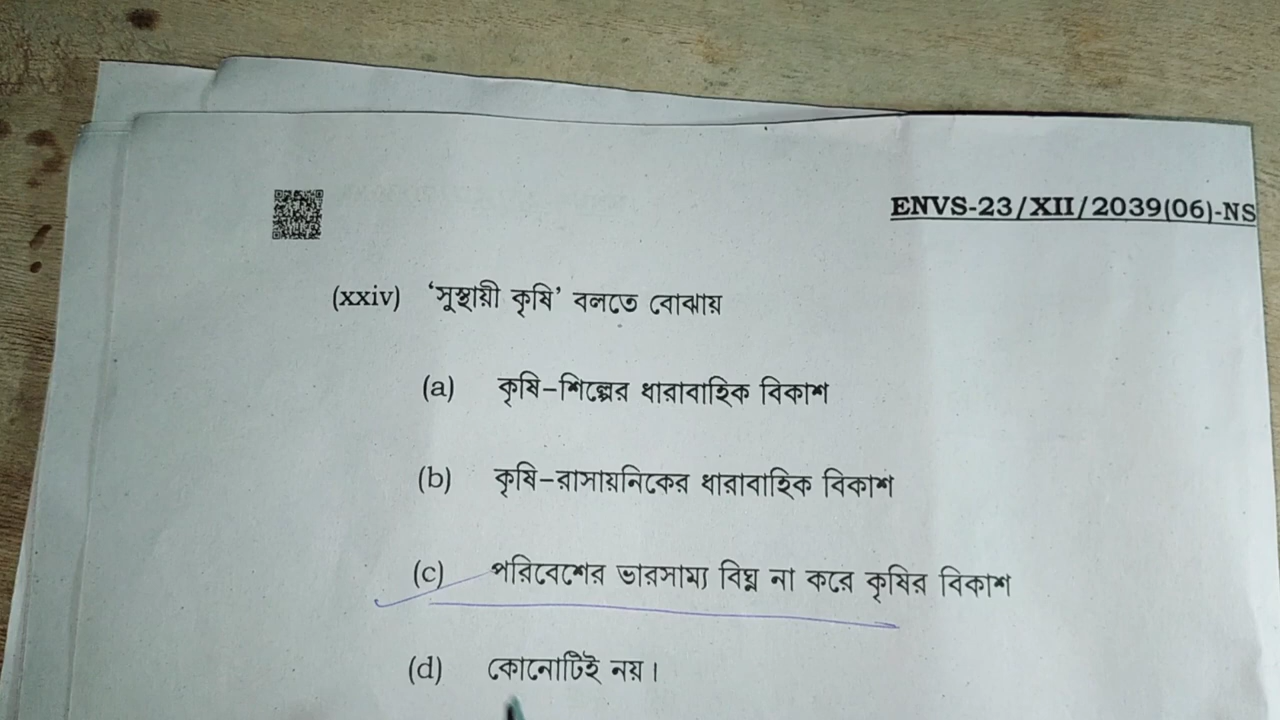 ENVS-23/XII/2039(06)-NS
(xxiv) ‘সুস্থায়ী কৃষি’ বলতে বোঝায়
(a) কৃষি-শিল্পের ধারাবাহিক বিকাশ
(b) কৃষি-রাসায়নিকের ধারাবাহিক বিকাশ
(c) পরিবেশের ভারসাম্য বিঘ্ন না করে কৃষির বিকাশ
(d) কোনোটিই নয়।